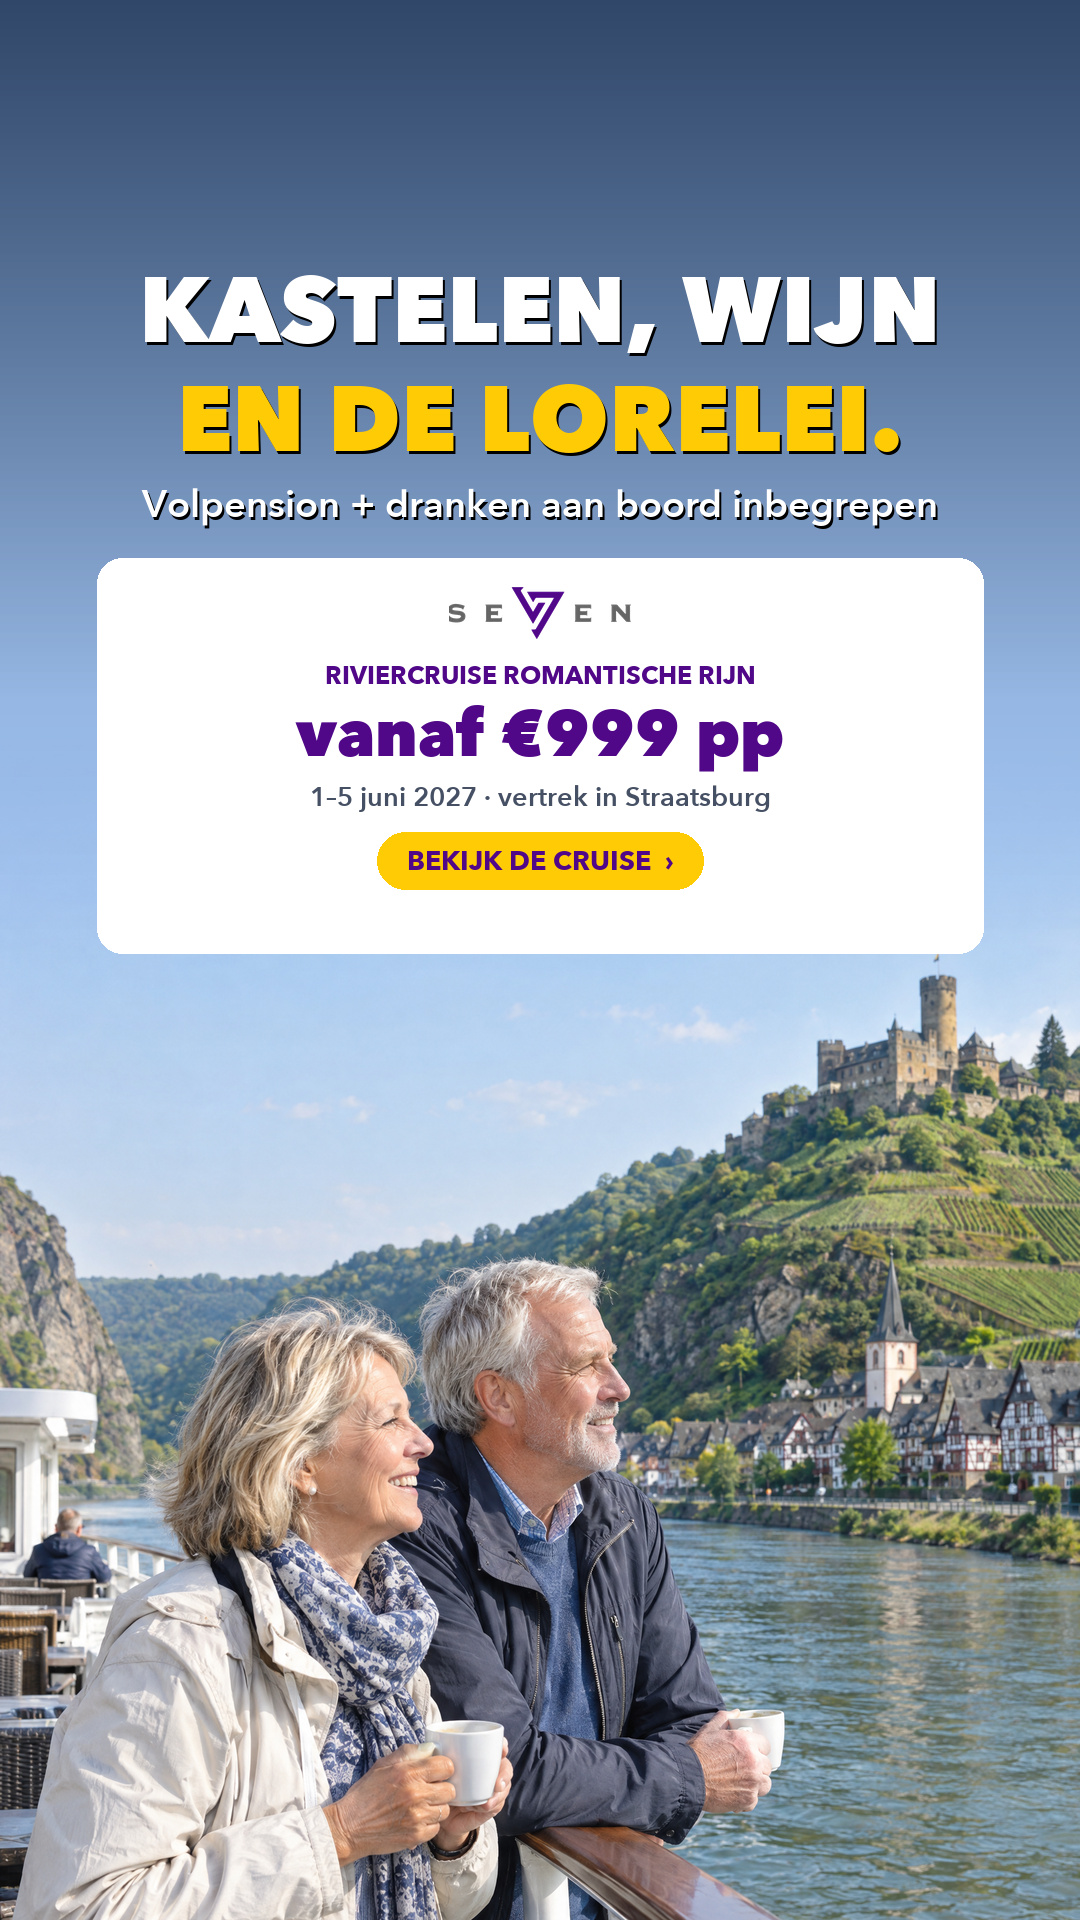 KASTELEN, WIJN
EN DE LORELEI.
Volpension + dranken aan boord inbegrepen
SEVEN
RIVIERCRUISE ROMANTISCHE RIJN
vanaf €999 pp
1–5 juni 2027 · vertrek in Straatsburg
BEKIJK DE CRUISE ›